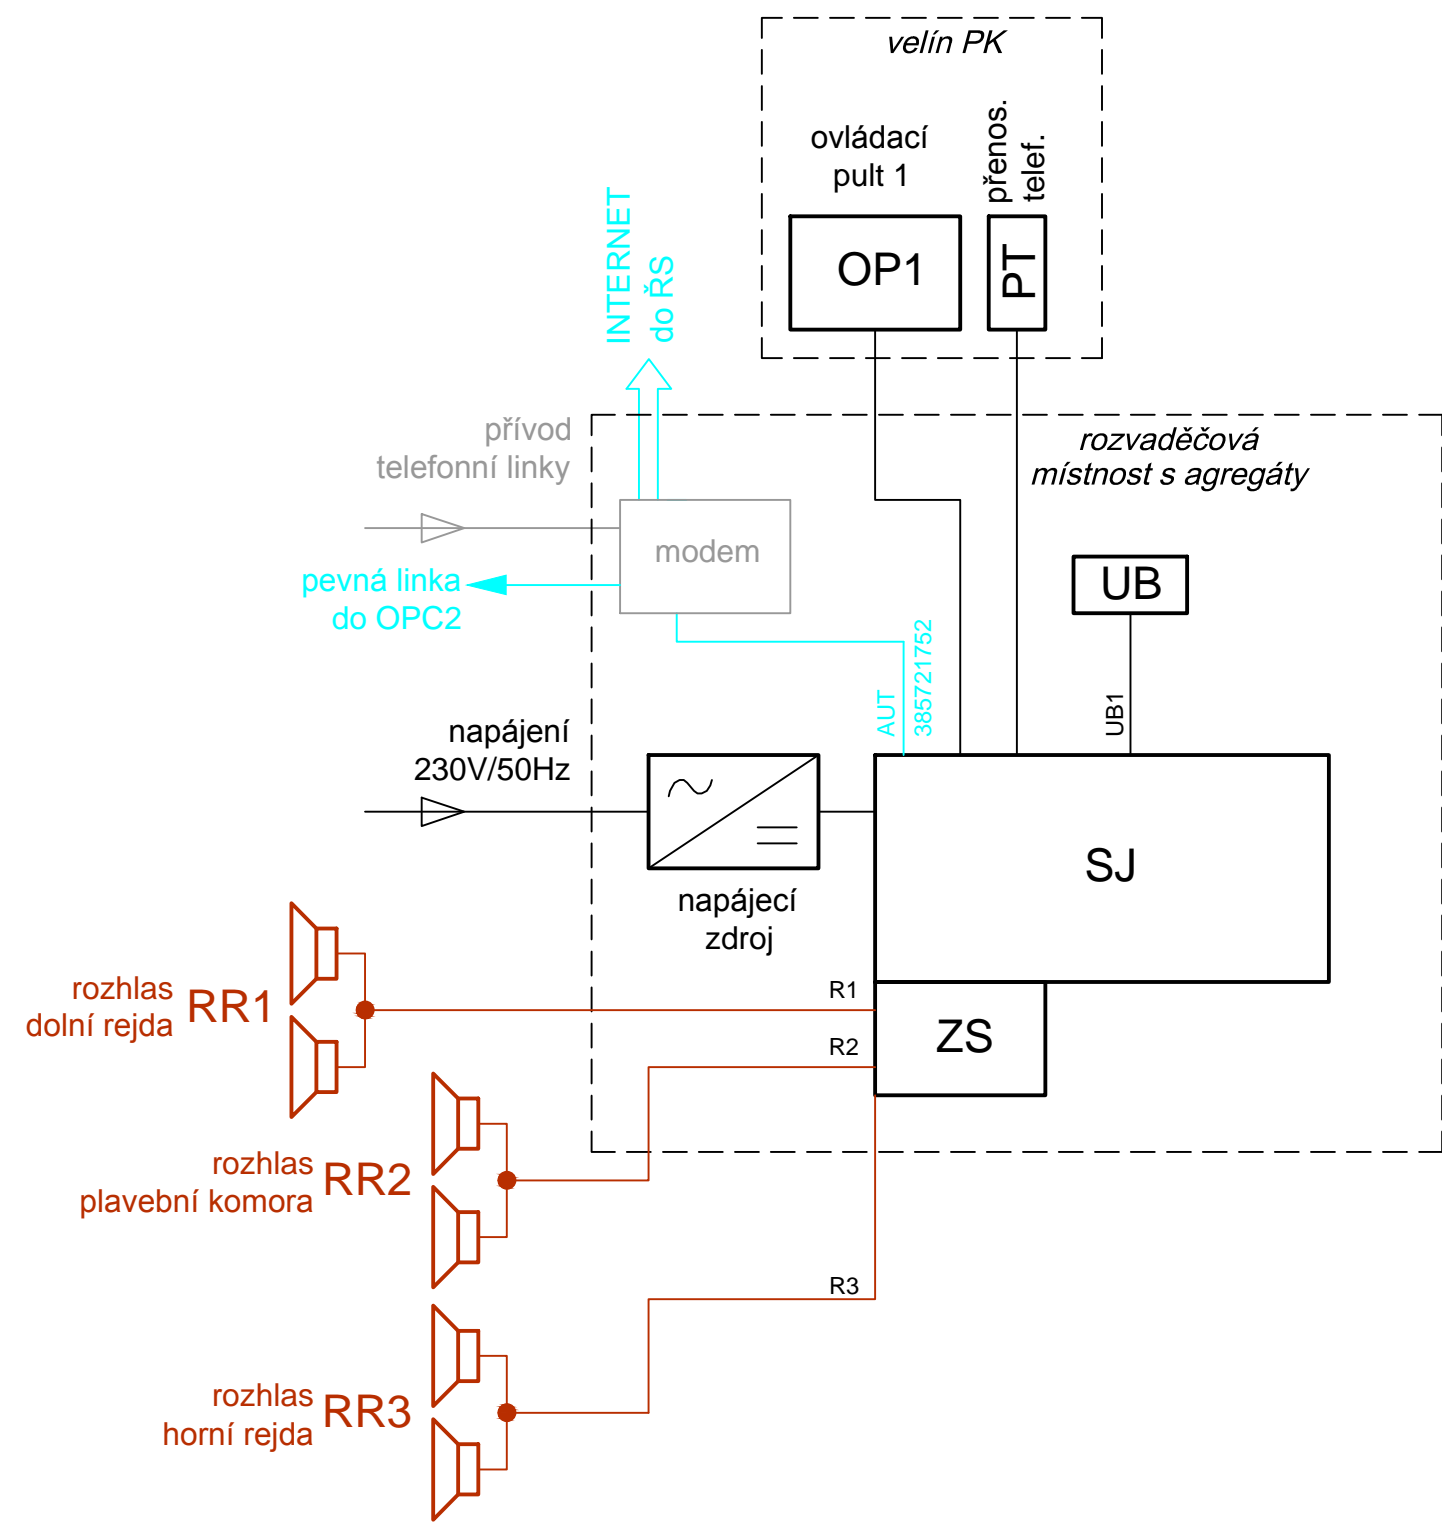 velín PK
ovládací
pult 1
přenos.
telef.
OP1
PT
INTERNET
do ŘS
přívod
telefonní linky
rozvaděčová
místnost s agregáty
modem
pevná linka
do OPC2
UB
AUT
385721752
UB1
napájení
230V/50Hz
SJ
napájecí
zdroj
rozhlas
dolní rejda
RR1
R1
ZS
R2
rozhlas
plavební komora
RR2
R3
rozhlas
horní rejda
RR3